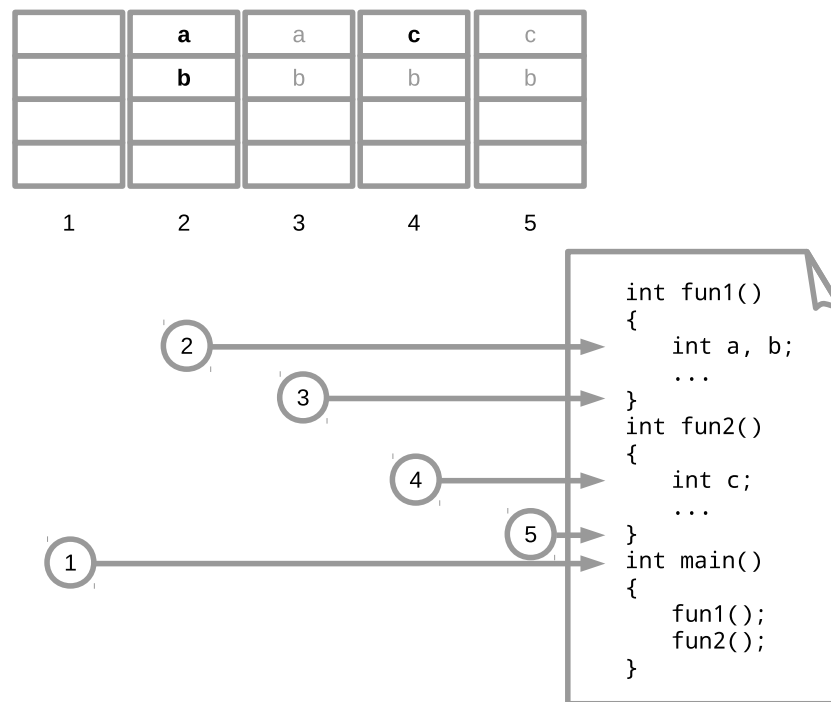 a a c c
b b b b
1 2 3 4 5
int fun1()
{
2
int a, b;
...
3
}
int fun2()
{
4
int c;
...
5
}
1
int main()
{
fun1();
fun2();
}